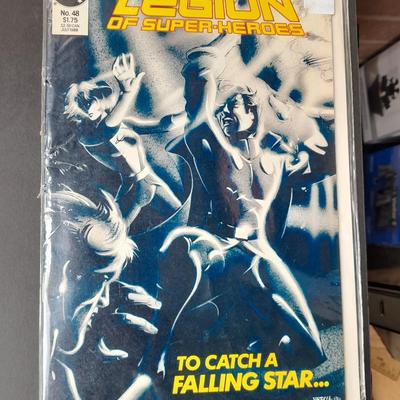 LEGION
OF SUPER-HEROES
No. 48
$1.75
JULY 1988
TO CATCH A
FALLING STAR...